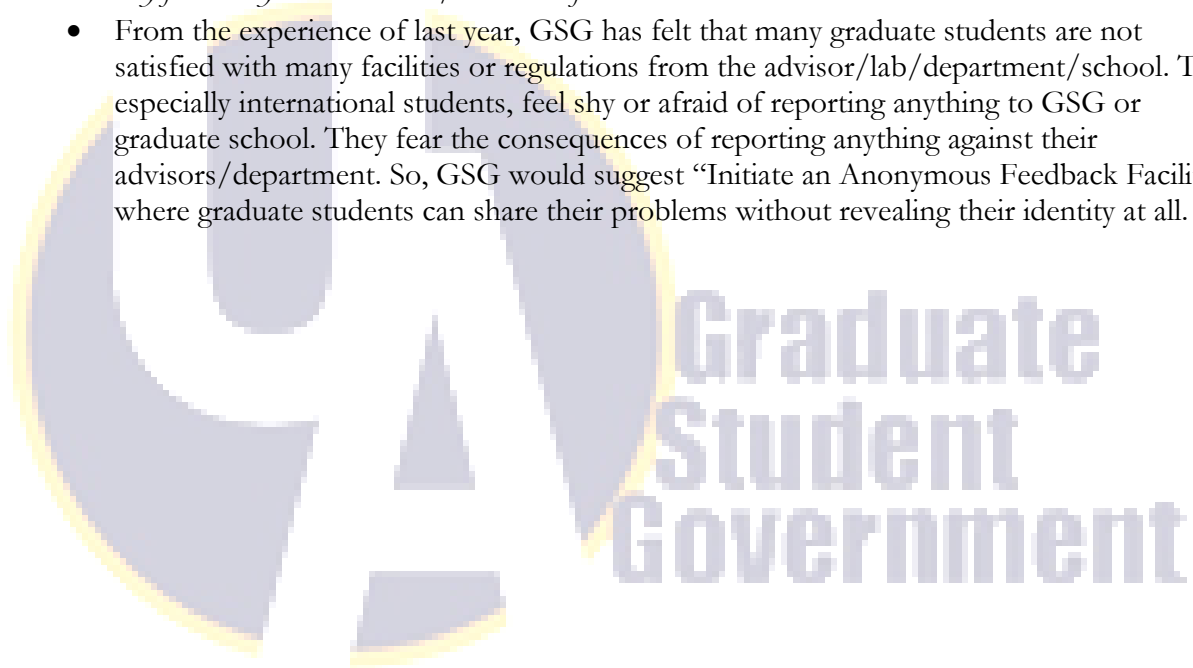 • From the experience of last year, GSG has felt that many graduate students are not
satisfied with many facilities or regulations from the advisor/lab/department/school.
especially international students, feel shy or afraid of reporting anything to GSG or
graduate school. They fear the consequences of reporting anything against their
advisors/department. So, GSG would suggest “Initiate an Anonymous Feedback
where graduate students can share their problems without revealing their identity at all.
UA
Graduate
Student
Government